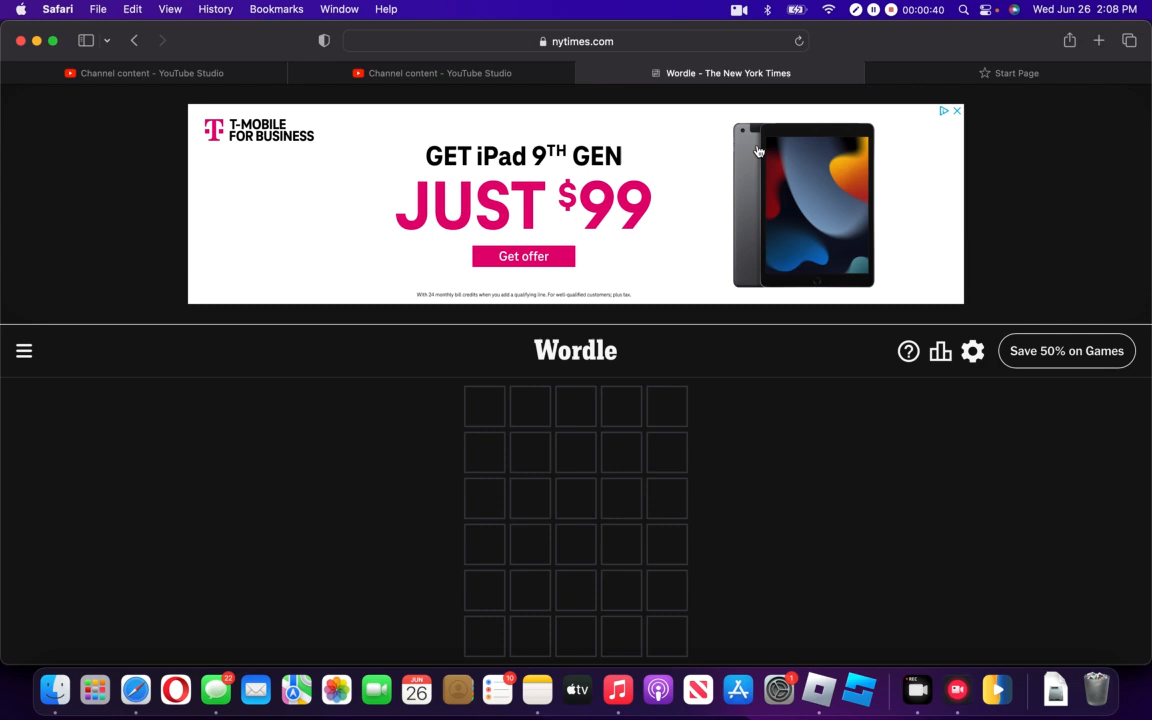 Safari File Edit View History Bookmarks Window Help 00:00:40 Wed Jun 26 2:08 PM
nytimes.com
Channel content - YouTube Studio Channel content - YouTube Studio Wordle - The New York Times Start Page
T-MOBILE
FOR BUSINESS
GET iPad 9TH GEN
JUST $99
Get offer
With 24 monthly bill credits when you add a qualifying line. For well-qualified customers; plus tax.
Wordle
Save 50% on Games
22 JUN 26 10 tv 1 REC